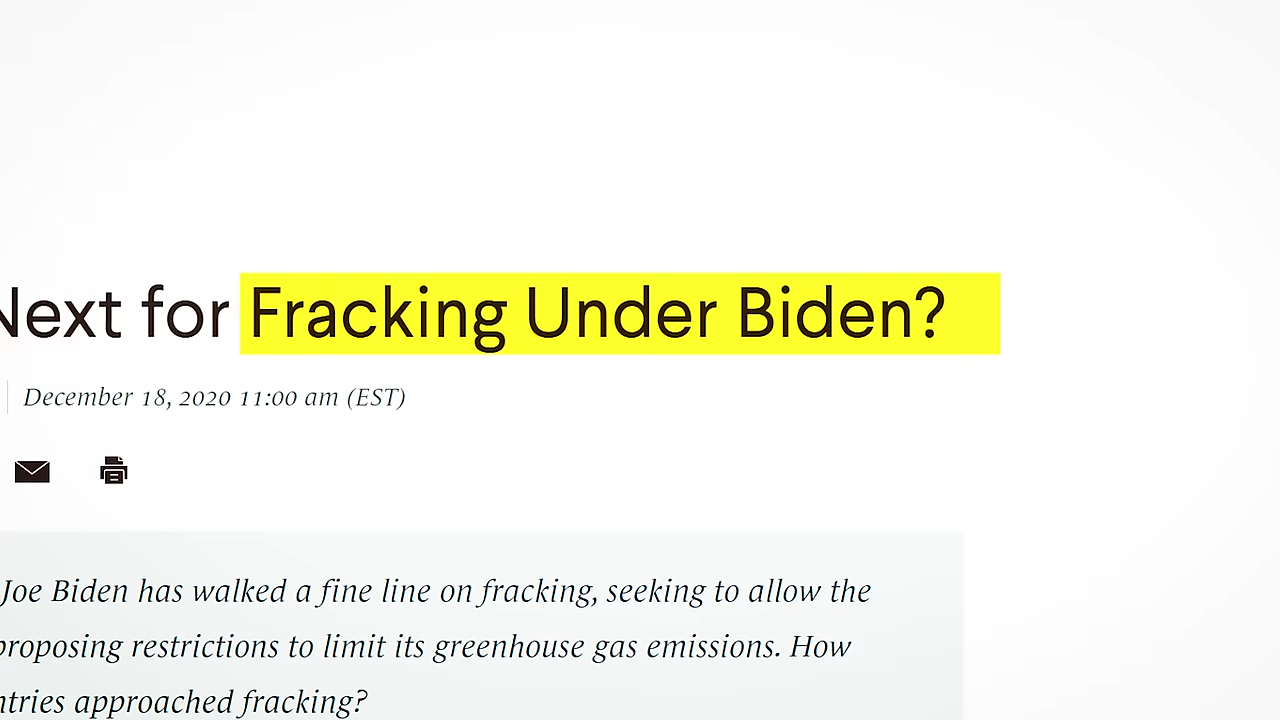 Next for Fracking Under Biden?
December 18, 2020 11:00 am (EST)
Joe Biden has walked a fine line on fracking, seeking to allow the
proposing restrictions to limit its greenhouse gas emissions. How
approached fracking?